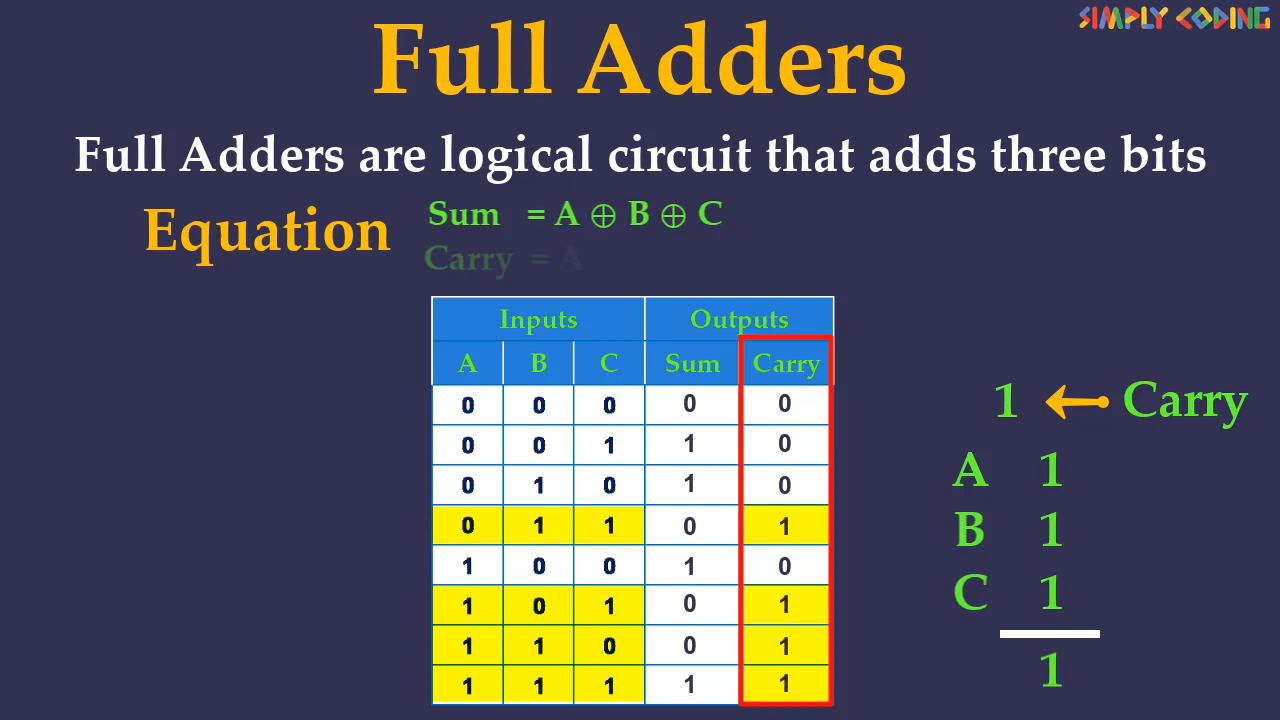 SIMPLY CODING
Full Adders
Full Adders are logical circuit that adds three bits
Equation
Sum = A ⊕ B ⊕ C
Carry = A
Inputs Outputs
A B C Sum Carry
0 0 0 0 0
0 0 1 1 0
0 1 0 1 0
0 1 1 0 1
1 0 0 1 0
1 0 1 0 1
1 1 0 0 1
1 1 1 1 1
1 Carry
A 1
B 1
C 1
1